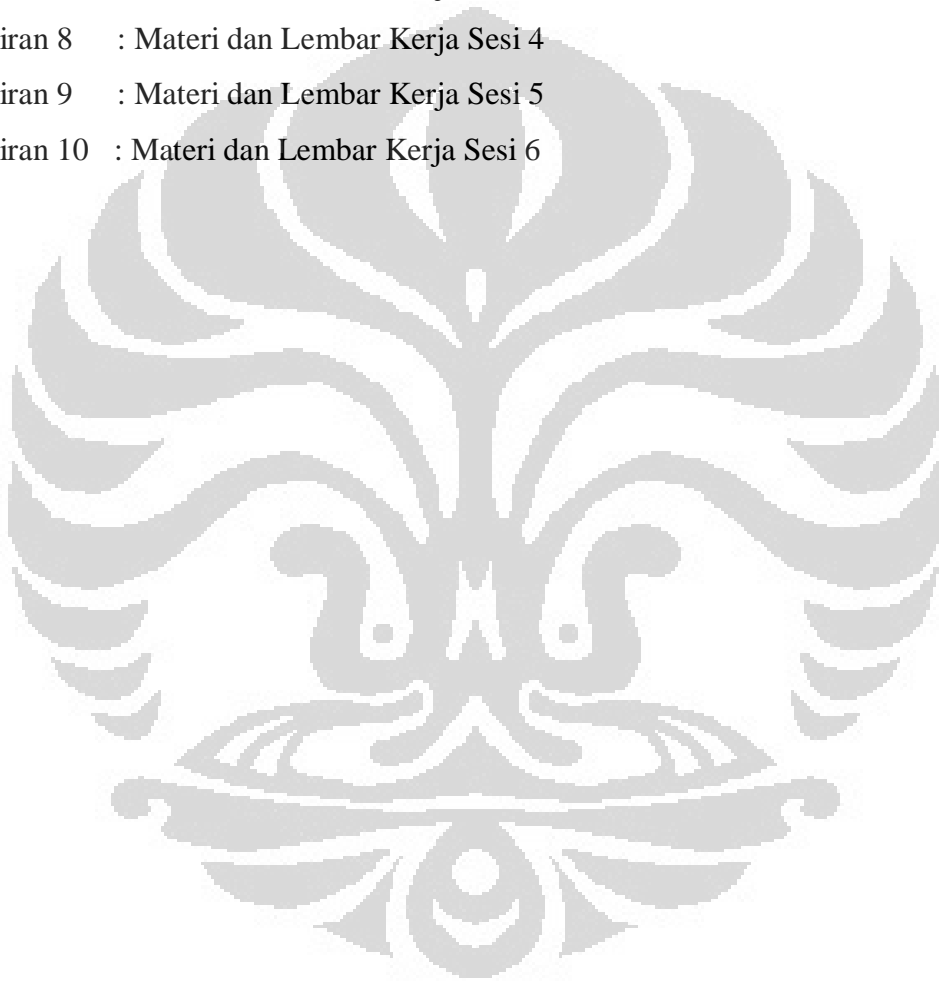 iran 8 : Materi dan Lembar Kerja Sesi 4
iran 9 : Materi dan Lembar Kerja Sesi 5
iran 10 : Materi dan Lembar Kerja Sesi 6